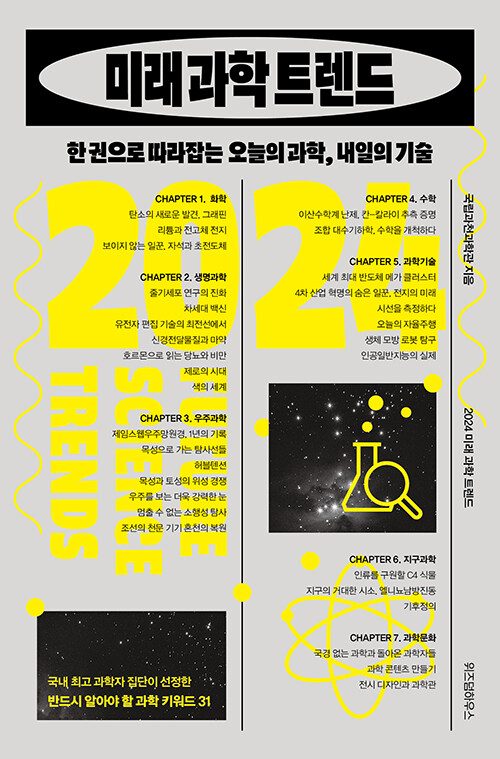 미래 과학 트렌드
한 권으로 따라잡는 오늘의 과학, 내일의 기술
2024
FUTURE
SCIENCE
TRENDS
CHAPTER 1. 화학
탄소의 새로운 발견, 그래핀
리튬과 전고체 전지
보이지 않는 일꾼, 자석과 초전도체
CHAPTER 2. 생명과학
줄기세포 연구의 진화
차세대 백신
유전자 편집 기술의 최전선에서
신경전달물질과 마약
호르몬으로 읽는 당뇨와 비만
제로의 시대
색의 세계
CHAPTER 3. 우주과학
제임스웹우주망원경, 1년의 기록
목성으로 가는 탐사선들
허블텐션
목성과 토성의 위성 경쟁
우주를 보는 더욱 강력한 눈
멈출 수 없는 소행성 탐사
조선의 천문 기기 혼천의 복원
국내 최고 과학자 집단이 선정한
반드시 알아야 할 과학 키워드 31
CHAPTER 4. 수학
이산수학계 난제, 칸-칼라이 추측 증명
조합 대수기하학, 수학을 개척하다
CHAPTER 5. 과학기술
세계 최대 반도체 메가 클러스터
4차 산업 혁명의 숨은 일꾼, 전지의 미래
시선을 측정하다
오늘의 자율주행
생체 모방 로봇 탐구
인공일반지능의 실제
CHAPTER 6. 지구과학
인류를 구원할 C4 식물
지구의 거대한 시소, 엘니뇨남방진동
기후정의
CHAPTER 7. 과학문화
국경 없는 과학과 돌아온 과학자들
과학 콘텐츠 만들기
전시 디자인과 과학관
국립과천과학관 지음
2024 미래 과학 트렌드
위즈덤하우스